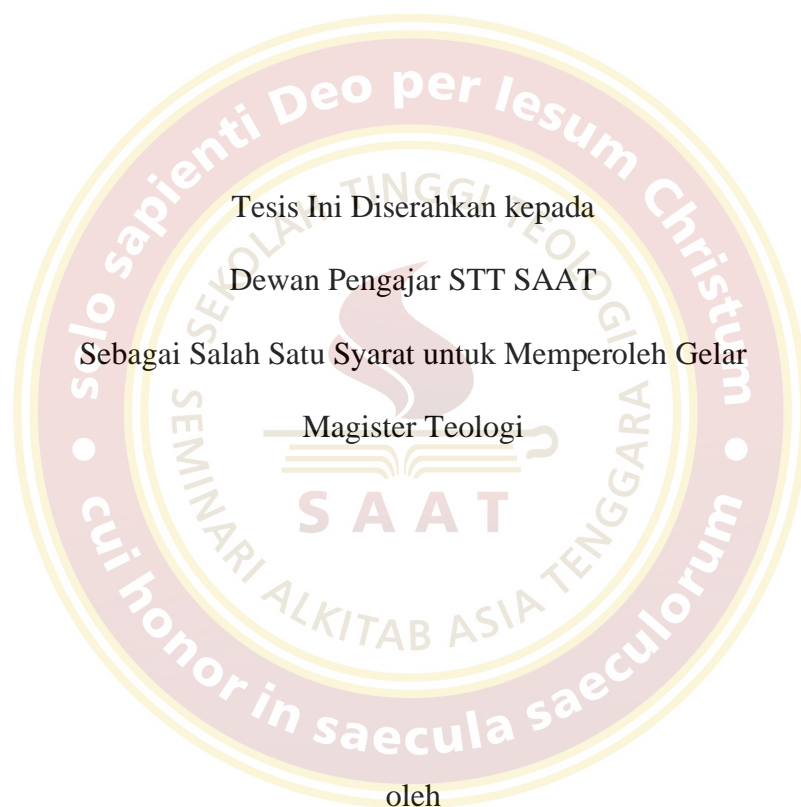 solo sapienti Deo per Iesum Christum
SEKOLAH TINGGI TEOLOGI
Tesis Ini Diserahkan kepada
Dewan Pengajar STT SAAT
Sebagai Salah Satu Syarat untuk Memperoleh Gelar
Magister Teologi
SAAT
SEMINARI ALKITAB ASIA TENGGARA
cui honor in saecula saeculorum
oleh